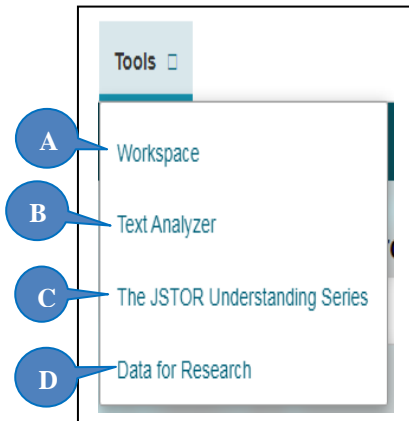 Tools
A
Workspace
B
Text Analyzer
C
The JSTOR Understanding Series
D
Data for Research